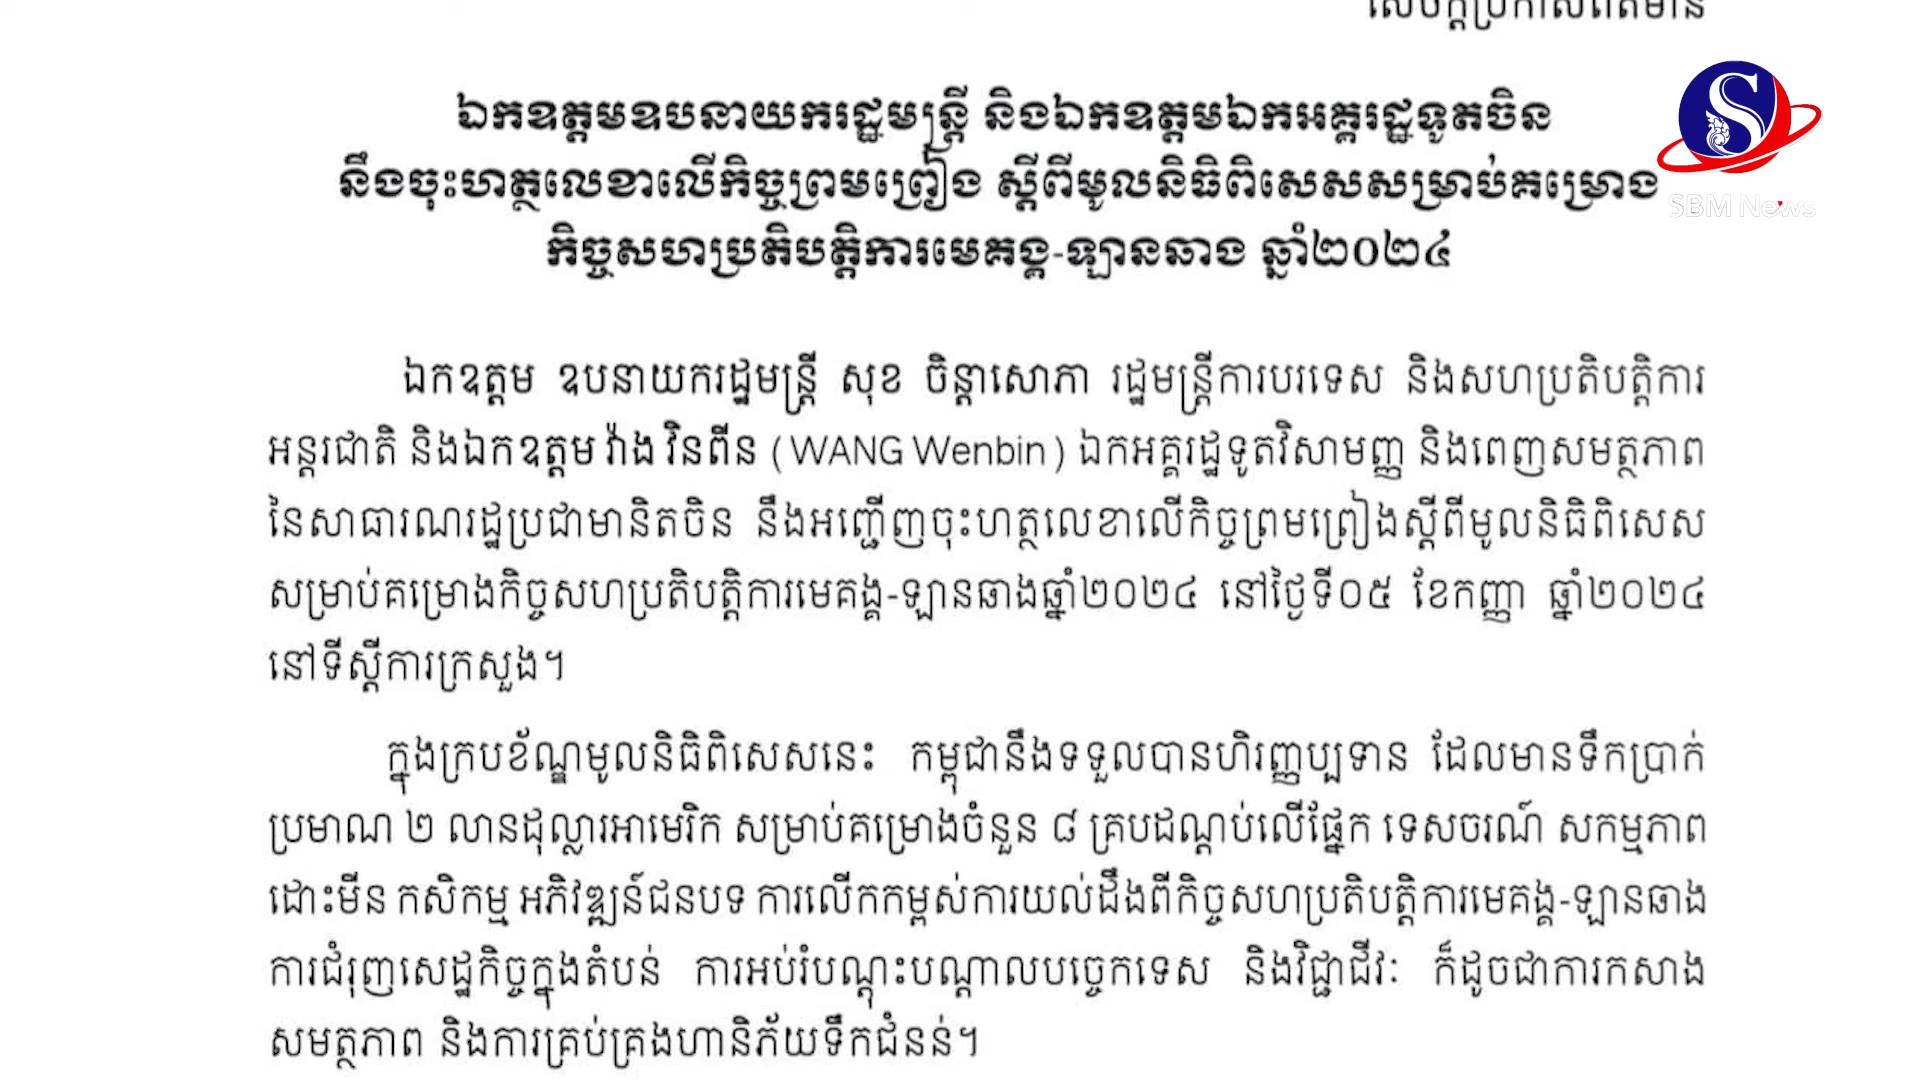 សេចក្តីប្រកាសព័ត៌មាន
ឯកឧត្តមឧបនាយករដ្ឋមន្ត្រី និងឯកឧត្តមឯកអគ្គរដ្ឋទូតចិន
នឹងចុះហត្ថលេខាលើកិច្ចព្រមព្រៀង ស្តីពីមូលនិធិពិសេសសម្រាប់គម្រោង
កិច្ចសហប្រតិបត្តិការមេគង្គ-ឡានឆាង ឆ្នាំ២០២៤
SBM News
ឯកឧត្តម ឧបនាយករដ្ឋមន្ត្រី សុខ ចិន្តាសោភា រដ្ឋមន្ត្រីការបរទេស និងសហប្រតិបត្តិការ
អន្តរជាតិ និងឯកឧត្តម វ៉ាង វិនពីន ( WANG Wenbin ) ឯកអគ្គរដ្ឋទូតវិសាមញ្ញ និងពេញសមត្ថភាព
នៃសាធារណរដ្ឋប្រជាមានិតចិន នឹងអញ្ជើញចុះហត្ថលេខាលើកិច្ចព្រមព្រៀងស្តីពីមូលនិធិពិសេស
សម្រាប់គម្រោងកិច្ចសហប្រតិបត្តិការមេគង្គ-ឡានឆាងឆ្នាំ២០២៤ នៅថ្ងៃទី០៥ ខែកញ្ញា ឆ្នាំ២០២៤
នៅទីស្តីការក្រសួង។
ក្នុងក្របខ័ណ្ឌមូលនិធិពិសេសនេះ កម្ពុជានឹងទទួលបានហិរញ្ញប្បទាន ដែលមានទឹកប្រាក់
ប្រមាណ ២ លានដុល្លារអាមេរិក សម្រាប់គម្រោងចំនួន ៨ គ្របដណ្តប់លើផ្នែក ទេសចរណ៍ សកម្មភាព
ដោះមីន កសិកម្ម អភិវឌ្ឍន៍ជនបទ ការលើកកម្ពស់ការយល់ដឹងពីកិច្ចសហប្រតិបត្តិការមេគង្គ-ឡានឆាង
ការជំរុញសេដ្ឋកិច្ចក្នុងតំបន់ ការអប់រំបណ្តុះបណ្តាលបច្ចេកទេស និងវិជ្ជាជីវៈ ក៏ដូចជាការកសាង
សមត្ថភាព និងការគ្រប់គ្រងហានិភ័យទឹកជំនន់។